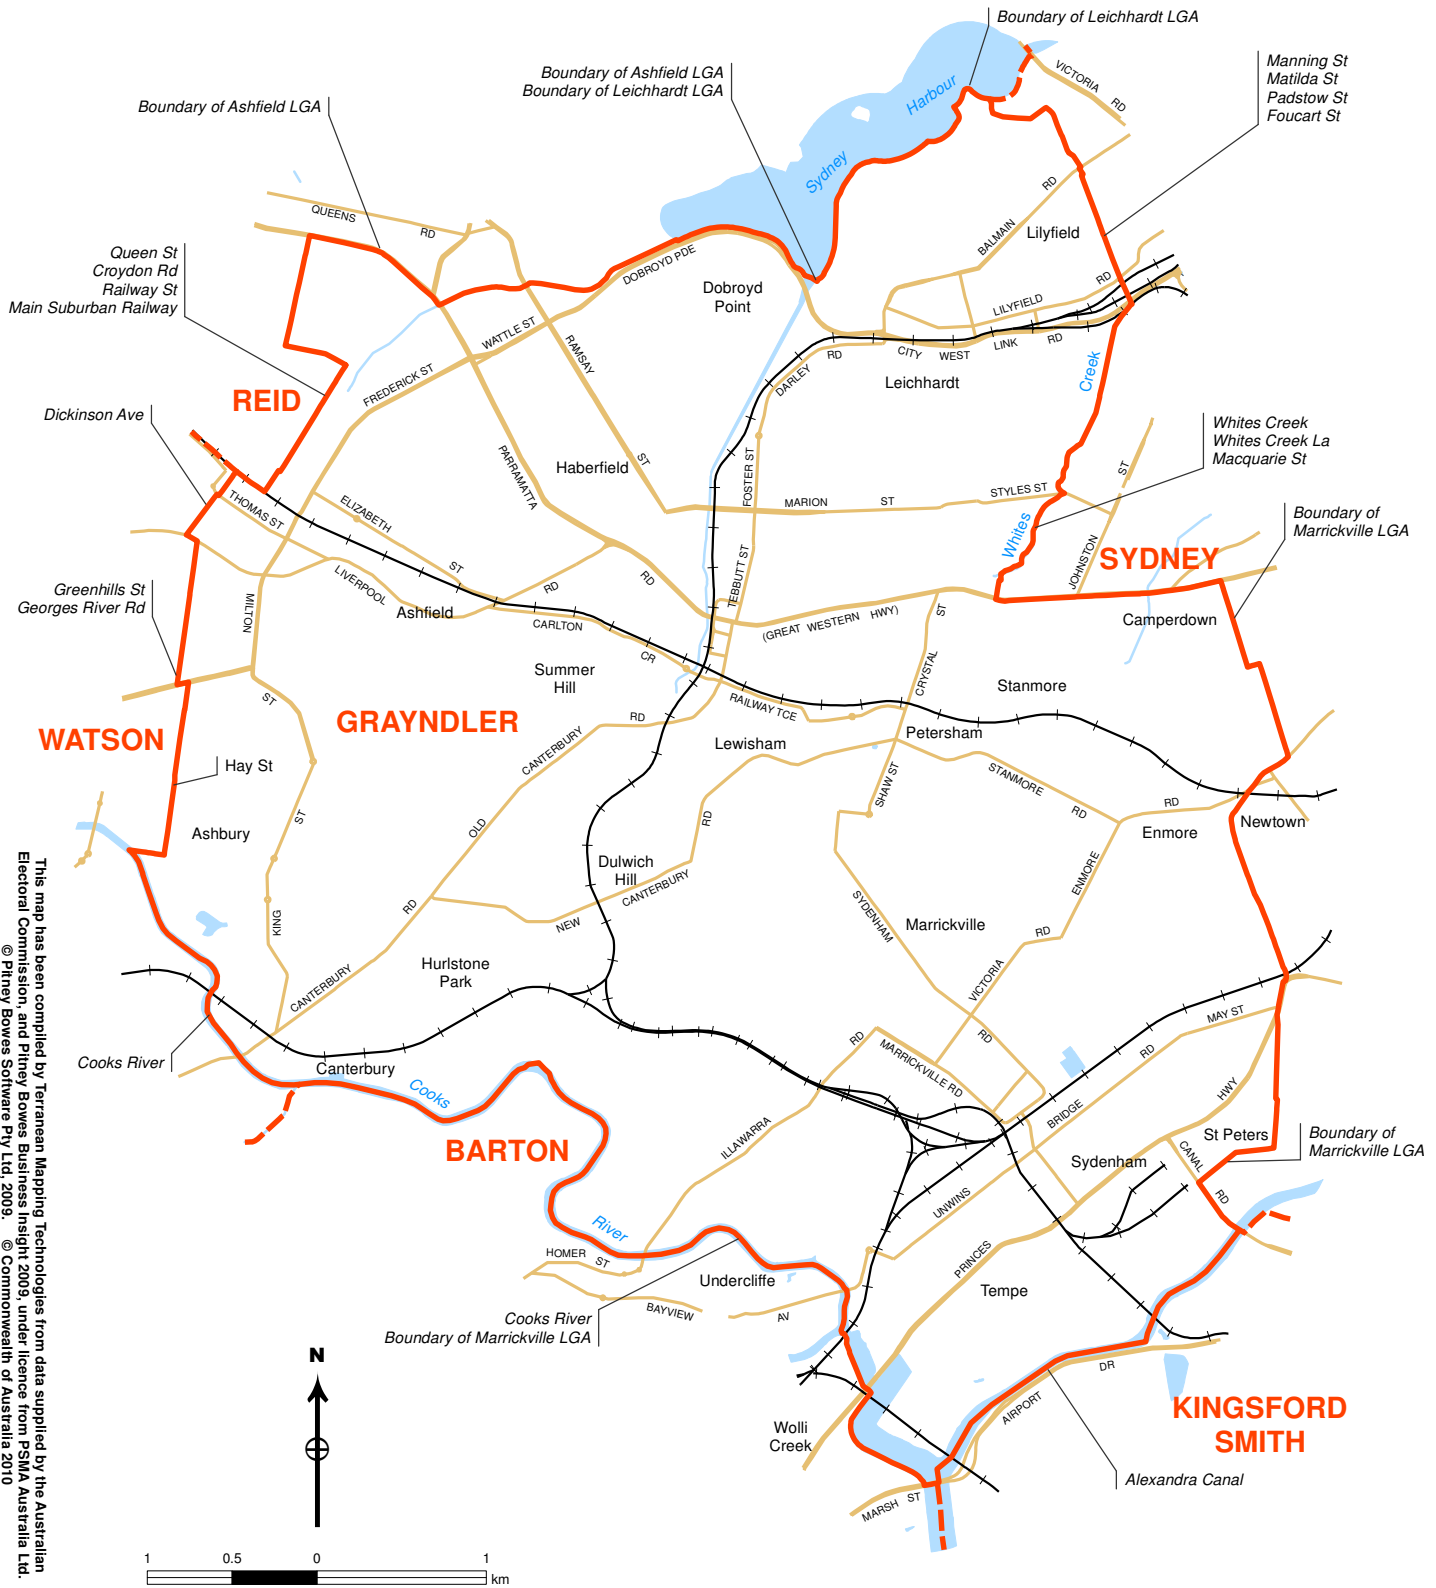 Boundary of Leichhardt LGA
Boundary of Ashfield LGA
Boundary of Leichhardt LGA
Manning St
Matilda St
Padstow St
Foucart St
Boundary of Ashfield LGA
VICTORIA
RD
Harbour
Sydney
QUEENS
RD
Queen St
Croydon Rd
Railway St
Main Suburban Railway
DOBROYD PDE
Dobroyd
Point
BALMAIN
RD
Lilyfield
LILYFIELD
RD
WATTLE ST
RAMSAY
ST
CITY
WEST
LINK
RD
DARLEY
RD
Leichhardt
Creek
FREDERICK ST
REID
Dickinson Ave
Whites Creek
Whites Creek La
Macquarie St
Haberfield
PARRAMATTA
RD
FOSTER ST
MARION
ST
STYLES ST
ST
JOHNSTON
Whites
Boundary of
Marrickville LGA
SYDNEY
THOMAS ST
ELIZABETH
ST
LIVERPOOL
RD
Ashfield
TEBBUTT ST
Greenhills St
Georges River Rd
MILTON
ST
CARLTON
CR
(GREAT
WESTERN
HWY)
ST
CRYSTAL
Camperdown
Summer
Hill
Stanmore
GRAYNDLER
WATSON
RAILWAY TCE
Petersham
Lewisham
CANTERBURY
RD
OLD
Hay St
SHAW ST
STANMORE
RD
RD
Enmore
Newtown
Ashbury
ST
KING
RD
Dulwich
Hill
NEW
CANTERBURY
RD
ENMORE
RD
SYDENHAM
RD
Marrickville
VICTORIA
Hurlstone
Park
CANTERBURY
MAY ST
Cooks River
Canterbury
Cooks
RD
MARRICKVILLE RD
ILLAWARRA
RD
BRIDGE
HWY
BARTON
St Peters
CANAL
RD
Boundary of
Marrickville LGA
Sydenham
UNWINS
River
HOMER
ST
BAYVIEW
AV
Undercliffe
PRINCES
Tempe
Cooks River
Boundary of Marrickville LGA
AIRPORT
DR
KINGSFORD
SMITH
Wolli
Creek
MARSH
ST
Alexandra Canal
N
1
0.5
0
1
km
This map has been compiled by Terranean Mapping Technologies from data supplied by the Australian
Electoral Commission, and Pitney Bowes Business Insight 2009, under licence from PSMA Australia Ltd.
© Pitney Bowes Software Pty Ltd, 2009. © Commonwealth of Australia 2010